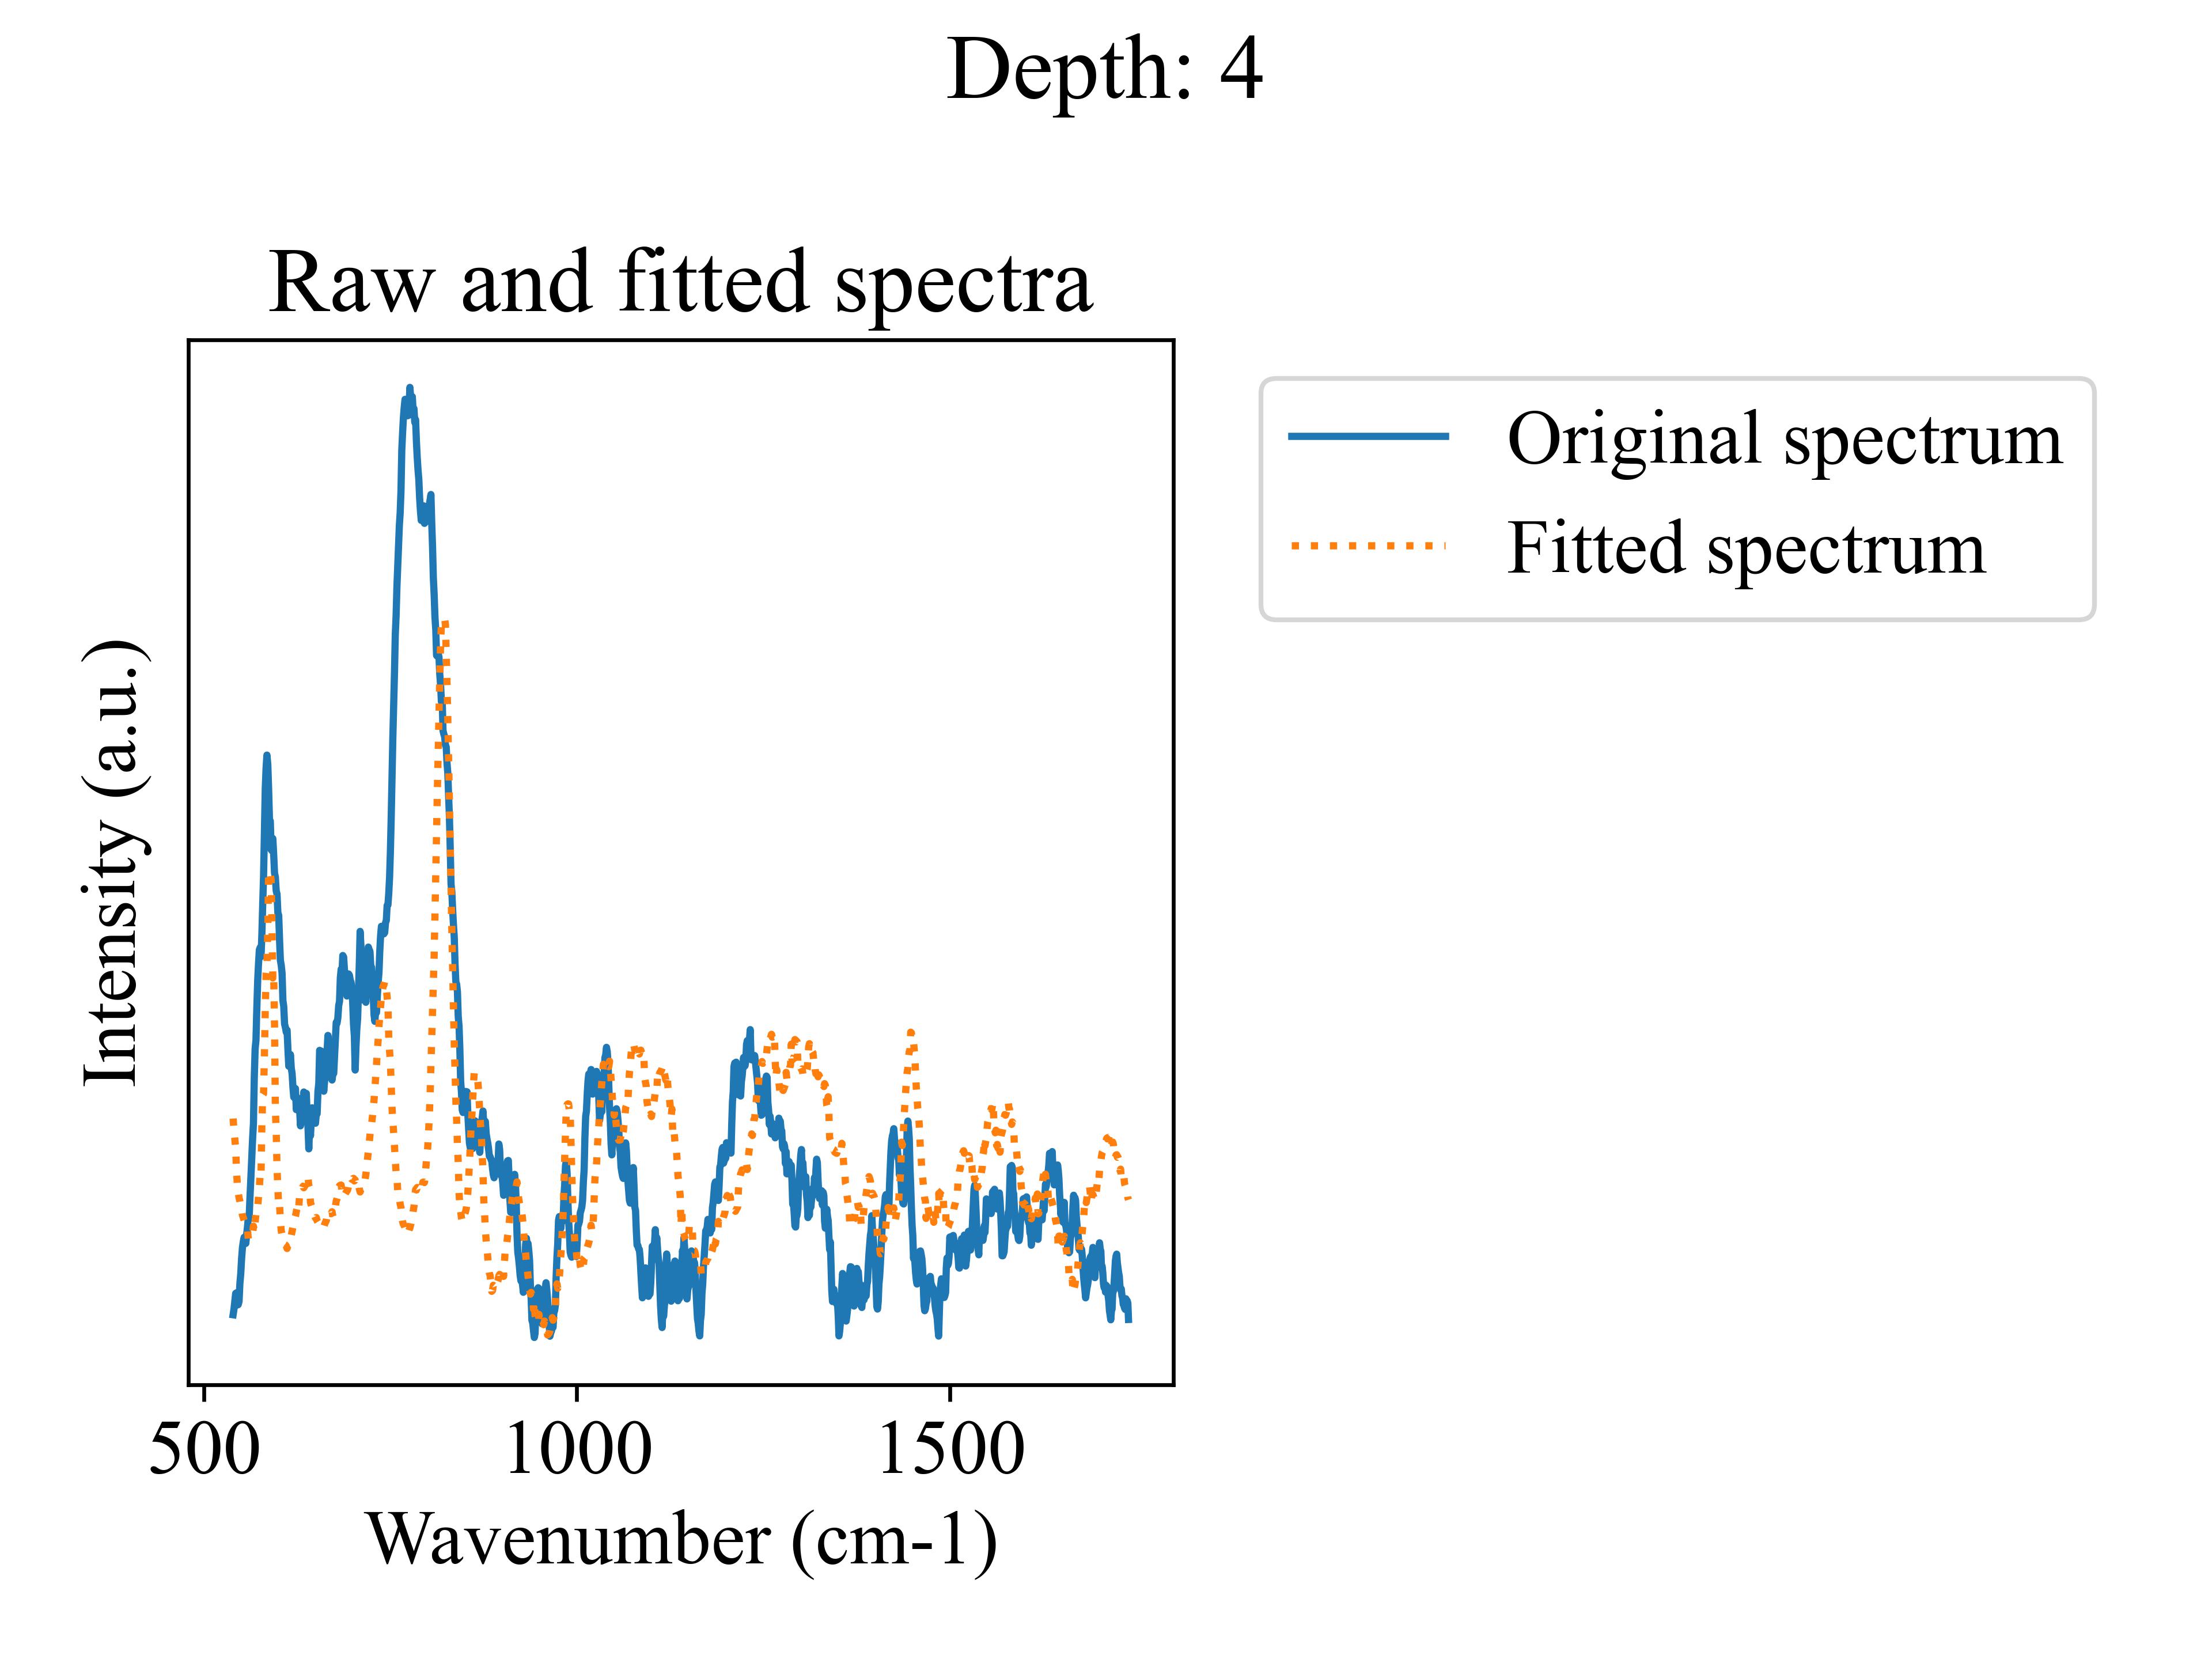 Depth: 4
Raw and fitted spectra
Original spectrum
Fitted spectrum
Intensity (a.u.)
500 1000 1500
Wavenumber (cm-1)